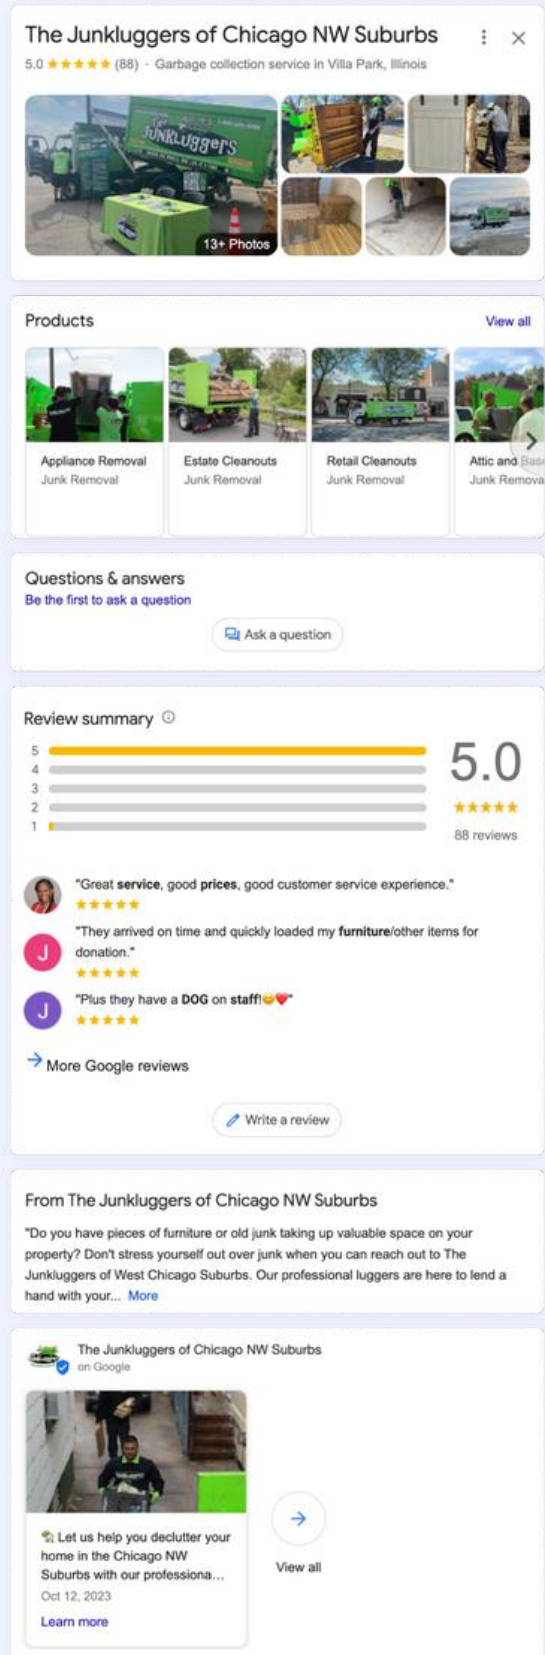 The Junkluggers of Chicago NW Suburbs
5.0 ★★★★★ (88) · Garbage collection service in Villa Park, Illinois
The JUNKLUGGERS
13+ Photos
Products
View all
Appliance Removal
Junk Removal
Estate Cleanouts
Junk Removal
Retail Cleanouts
Junk Removal
Attic and Base
Junk Remova
Questions & answers
Be the first to ask a question
Ask a question
Review summary
5
4
3
2
1
5.0
88 reviews
"Great service, good prices, good customer service experience."
J
"They arrived on time and quickly loaded my furniture/other items for
donation."
J
"Plus they have a DOG on staff!😊❤️"
More Google reviews
Write a review
From The Junkluggers of Chicago NW Suburbs
"Do you have pieces of furniture or old junk taking up valuable space on your
property? Don't stress yourself out over junk when you can reach out to The
Junkluggers of West Chicago Suburbs. Our professional luggers are here to lend a
hand with your... More
The Junkluggers of Chicago NW Suburbs
on Google
🏡 Let us help you declutter your
home in the Chicago NW
Suburbs with our professiona...
Oct 12, 2023
Learn more
View all